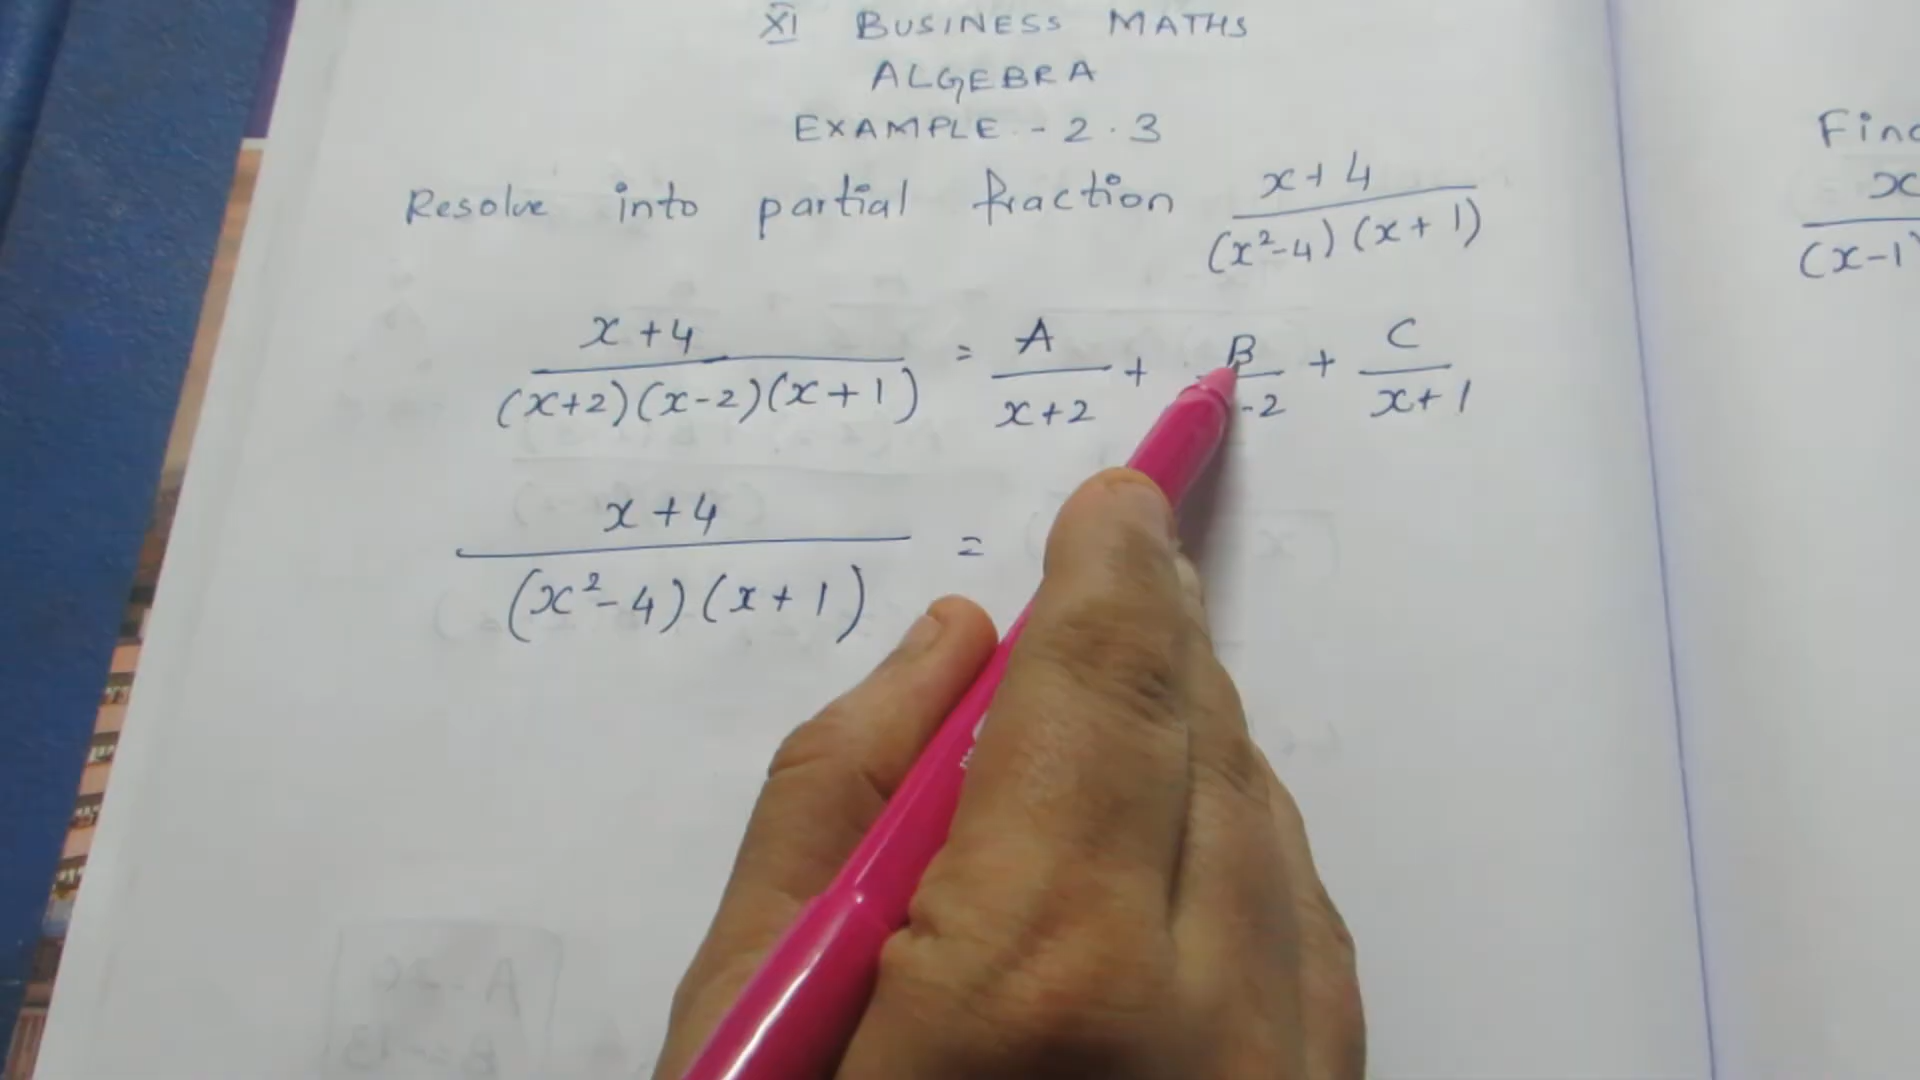 XI BUSINESS MATHS
ALGEBRA
EXAMPLE - 2.3
Resolve into partial fraction x+4 / (x²-4)(x+1)
x+4 / (x+2)(x-2)(x+1) = A / x+2 + B / -2 + C / x+1
x+4 / (x²-4)(x+1) =
x
(x-1)